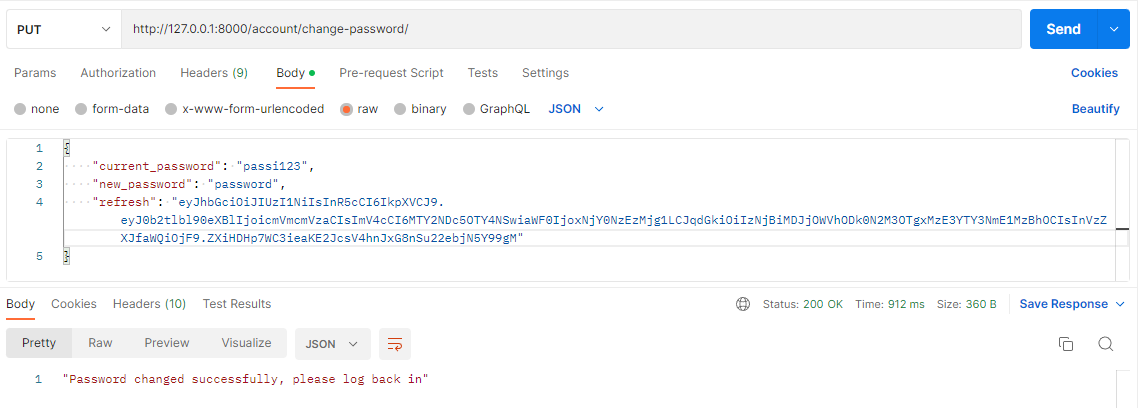 PUT http://127.0.0.1:8000/account/change-password/ Send
Params Authorization Headers (9) Body Pre-request Script Tests Settings Cookies
none form-data x-www-form-urlencoded raw binary GraphQL JSON Beautify
1 {
2 "current_password": "passi123",
3 "new_password": "password",
4 "refresh": "eyJhbGciOiJIUzI1NiIsInR5cCI6IkpXVCJ9.
eyJ0b2tlbl90eXBlIjoicmVmcmVzaCIsImV4cCI6MTY2NDc5OTY4NSwiaWF0IjoxNjY0NzEzMjg1LCJqdGkiOiIzNjBiMDJjOWVhODk0N2M3OTgxMzE3YTY3NmE1MzBhOCIsInVzZ
XJfaWQiOjF9.ZXiHDHp7WC3ieaKE2JcsV4hnJxG8nSu22ebjN5Y99gM"
5 }
Body Cookies Headers (10) Test Results Status: 200 OK Time: 912 ms Size: 360 B Save Response
Pretty Raw Preview Visualize JSON
1 "Password changed successfully, please log back in"